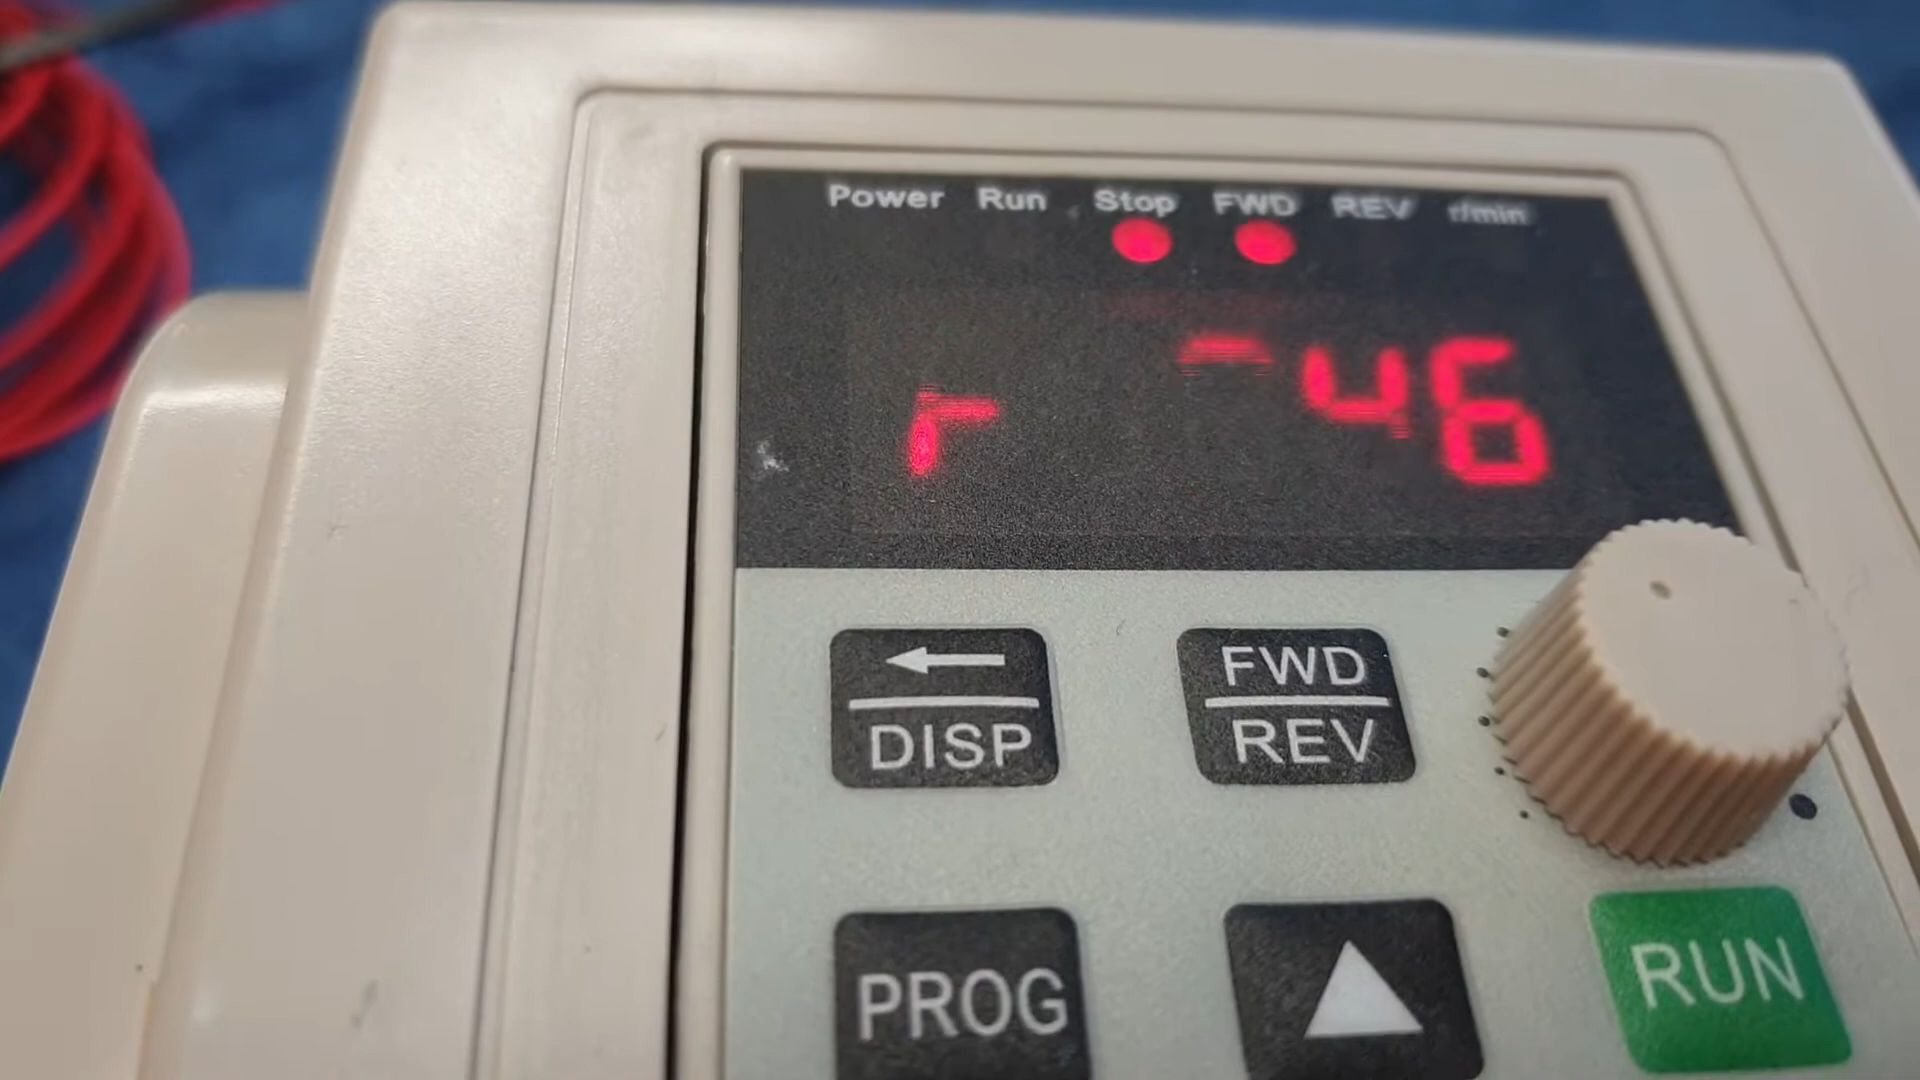 Power Run Stop FWD REV r/min
46
DISP
FWD
REV
PROG
RUN